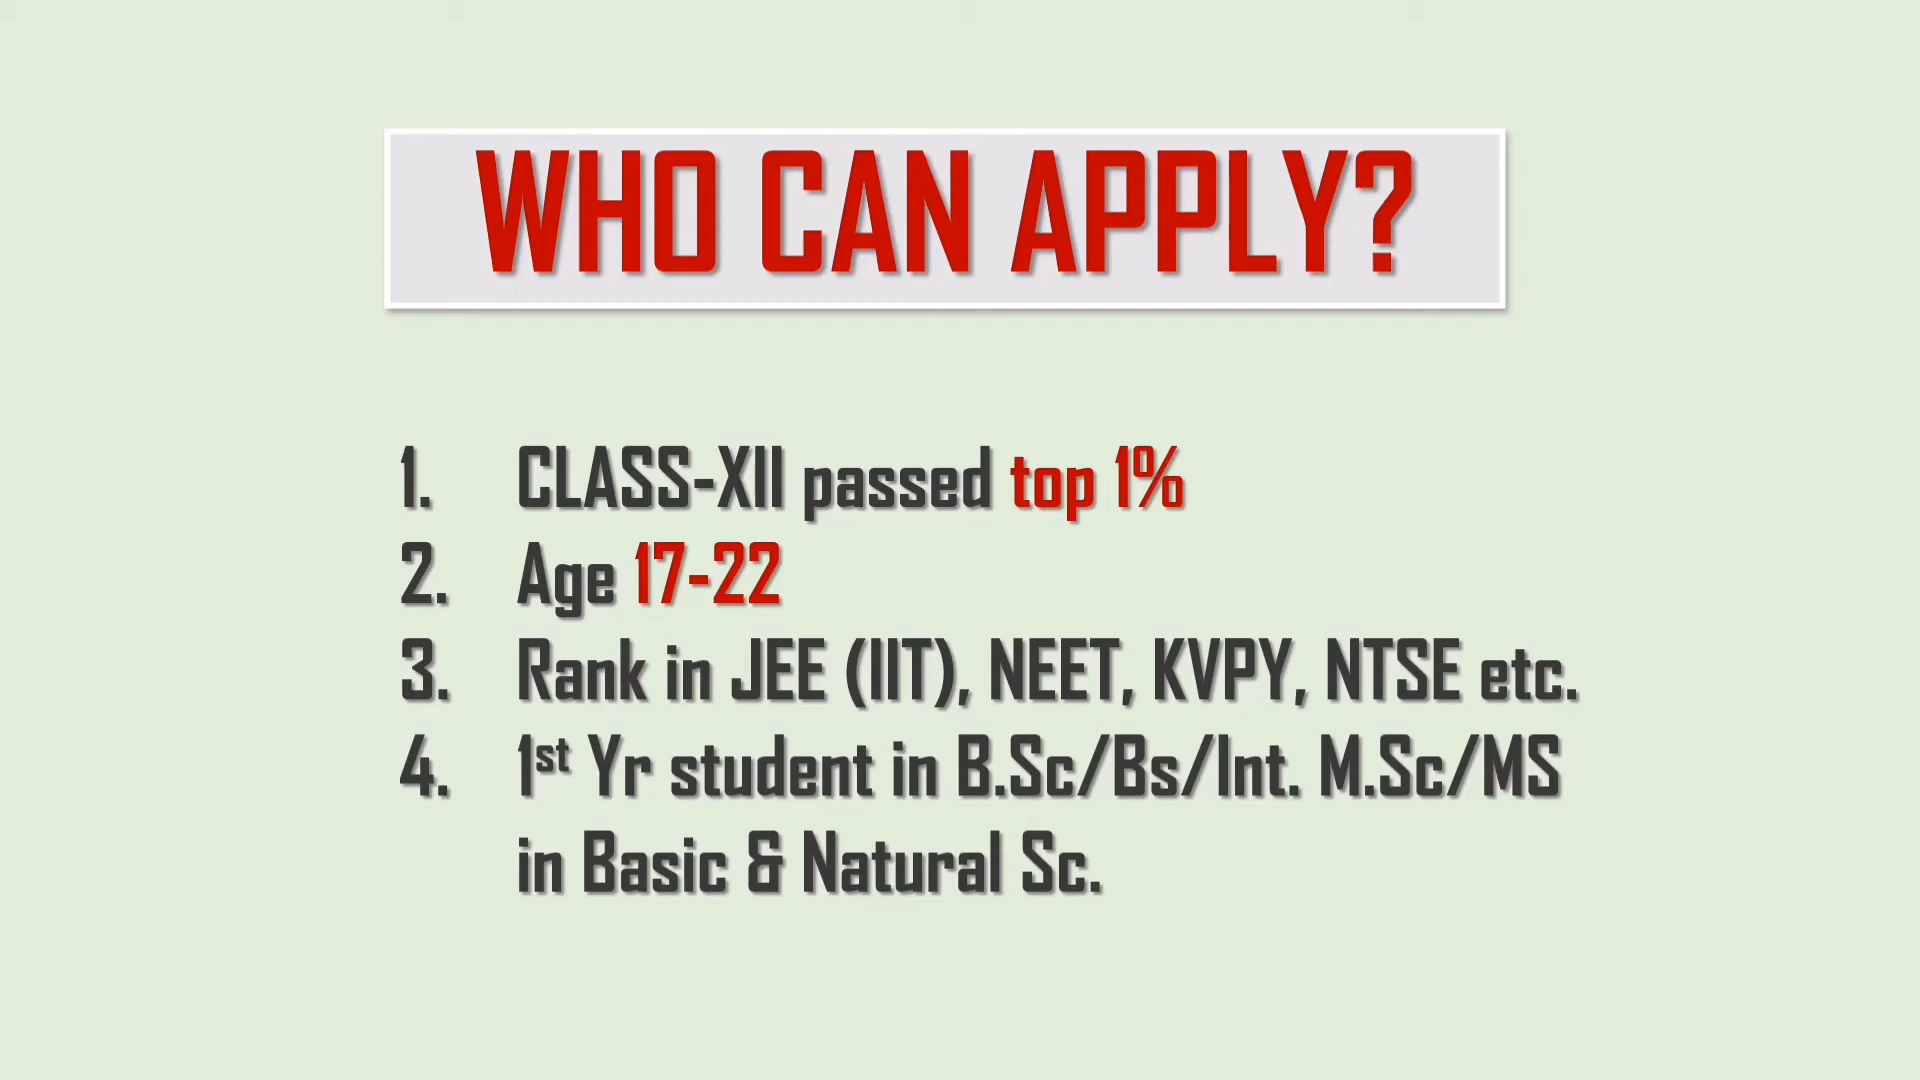 WHO CAN APPLY?
1. CLASS-XII passed top 1%
2. Age 17-22
3. Rank in JEE (IIT), NEET, KVPY, NTSE etc.
4. 1st Yr student in B.Sc/Bs/Int. M.Sc/MS
in Basic & Natural Sc.